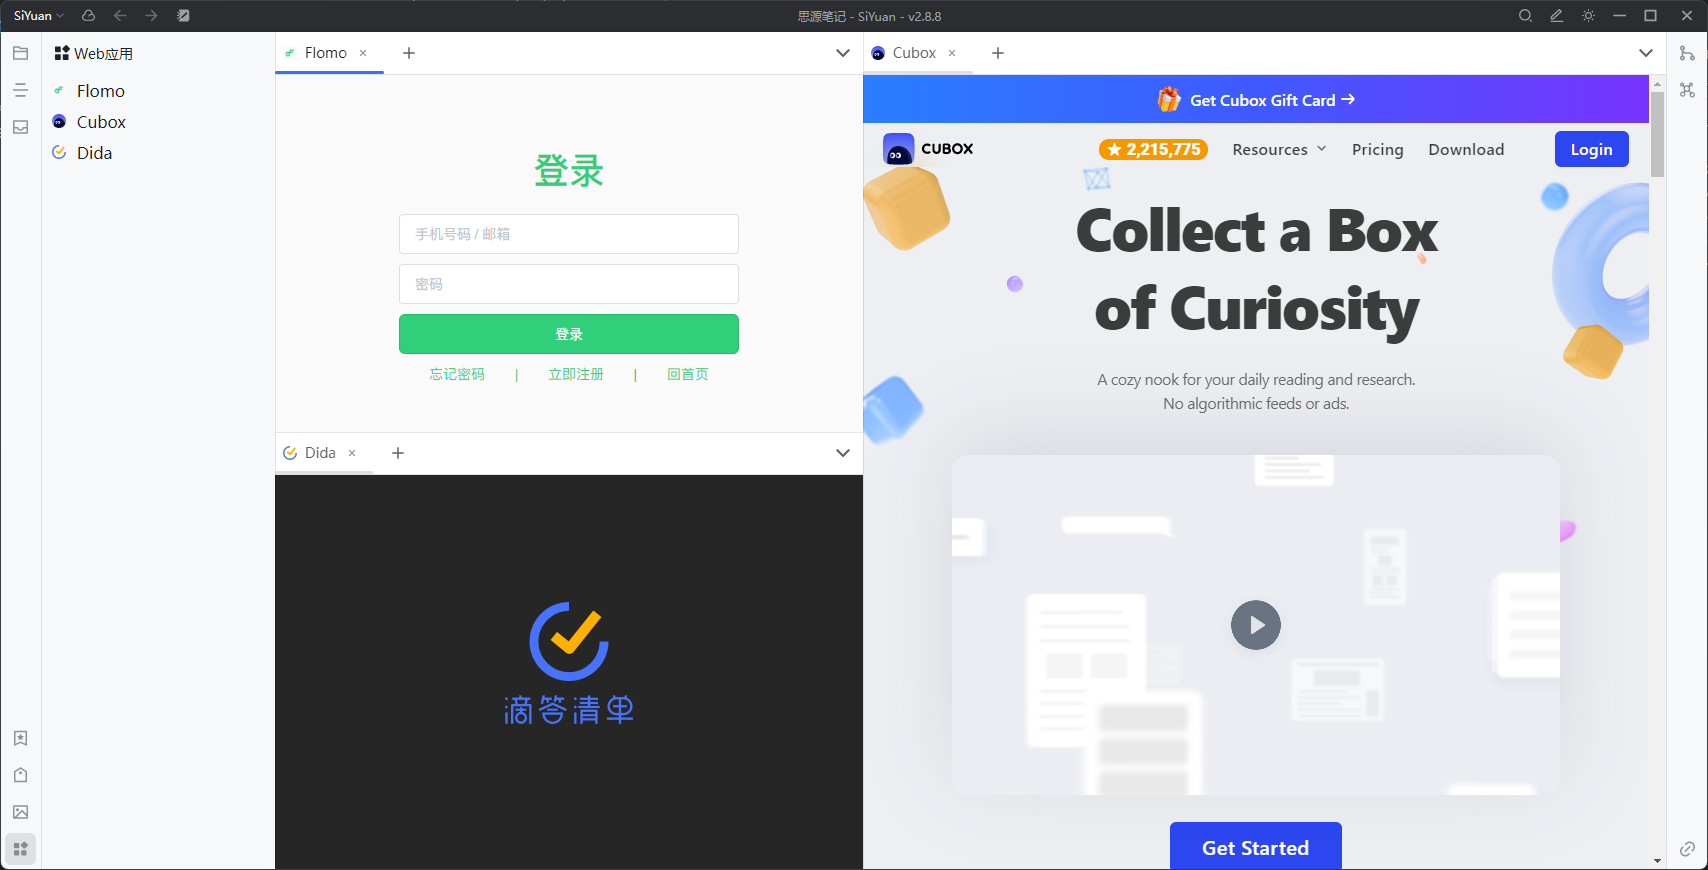 SiYuan
思源笔记 - SiYuan - v2.8.8
Web应用
Flomo
Cubox
Dida
Flomo
登录
手机号码 / 邮箱
密码
登录
忘记密码 | 立即注册 | 回首页
Dida
滴答清单
Cubox
Get Cubox Gift Card →
CUBOX
★ 2,215,775
Resources
Pricing
Download
Login
Collect a Box
of Curiosity
A cozy nook for your daily reading and research.
No algorithmic feeds or ads.
Get Started